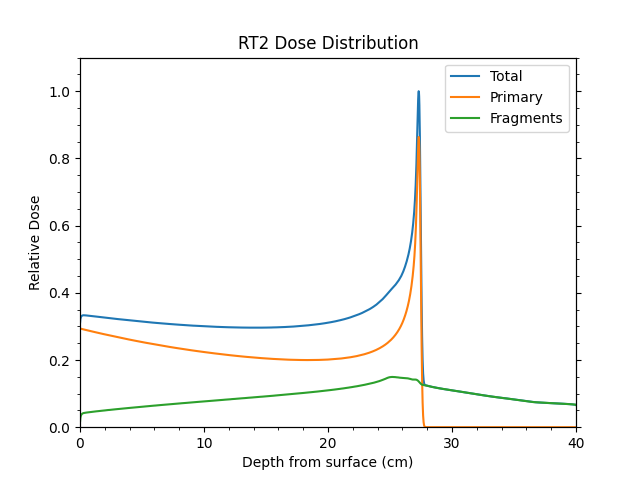 RT2 Dose Distribution
Total
Primary
Fragments
1.0
0.8
0.6
0.4
0.2
0.0
Relative Dose
0 10 20 30 40
Depth from surface (cm)